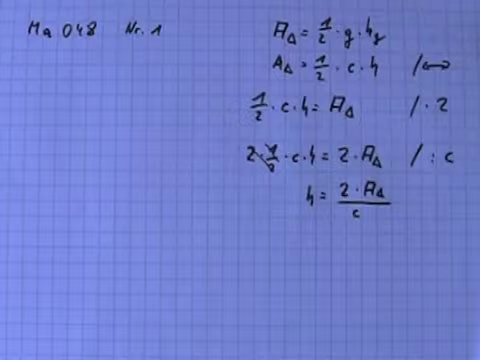 Ma 048 Nr. 1
A△ = 1/2 · g · hg
A△ = 1/2 · c · h /↔
1/2 · c · h = A△ / · 2
2 · 1/2 · c · h = 2 · A△ / : c
h = 2 · A△ / c